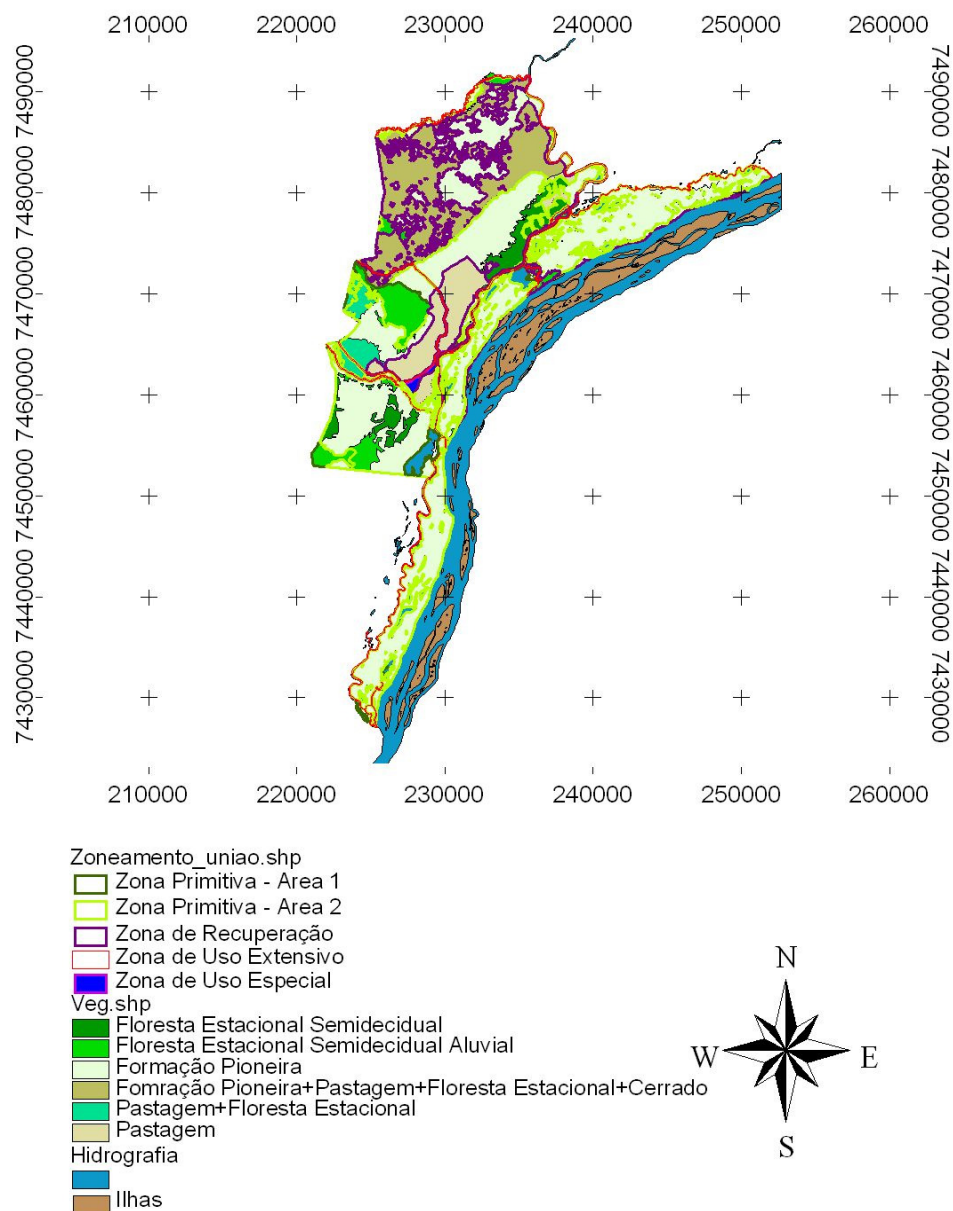 210000 220000 230000 240000 250000 260000
7490000 7490000
7480000 7480000
7470000 7470000
7460000 7460000
7450000 7450000
7440000 7440000
7430000 7430000
210000 220000 230000 240000 250000 260000
Zoneamento_uniao.shp
Zona Primitiva - Area 1
Zona Primitiva - Area 2
Zona de Recuperação
Zona de Uso Extensivo
Zona de Uso Especial
Veg.shp
Floresta Estacional Semidecidual
Floresta Estacional Semidecidual Aluvial
Formação Pioneira
Fomração Pioneira+Pastagem+Floresta Estacional+Cerrado
Pastagem+Floresta Estacional
Pastagem
Hidrografia
Ilhas
N
W E
S